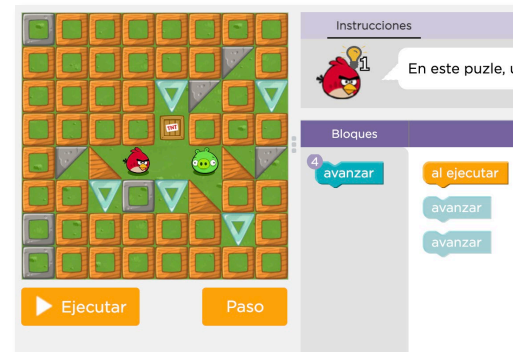 Instrucciones
1
En este puzle, u
TNT
Bloques
4
avanzar
al ejecutar
avanzar
avanzar
Ejecutar
Paso